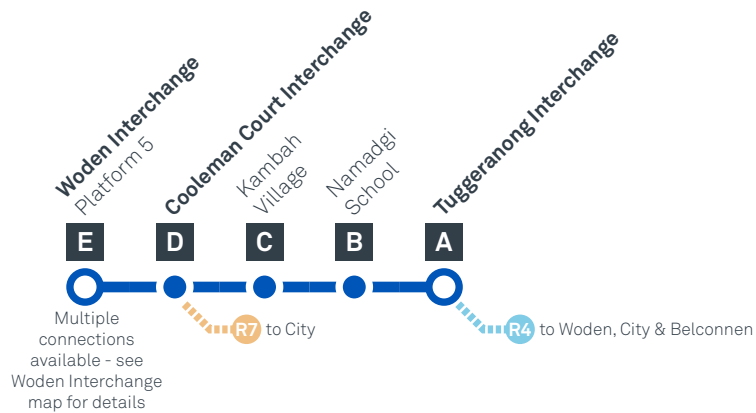 Woden Interchange
Platform 5
Cooleman Court Interchange
Kambah
Village
Namadgi
School
Tuggeranong Interchange
E
D
C
B
A
Multiple
connections
available - see
Woden Interchange
map for details
R7 to City
R4 to Woden, City & Belconnen